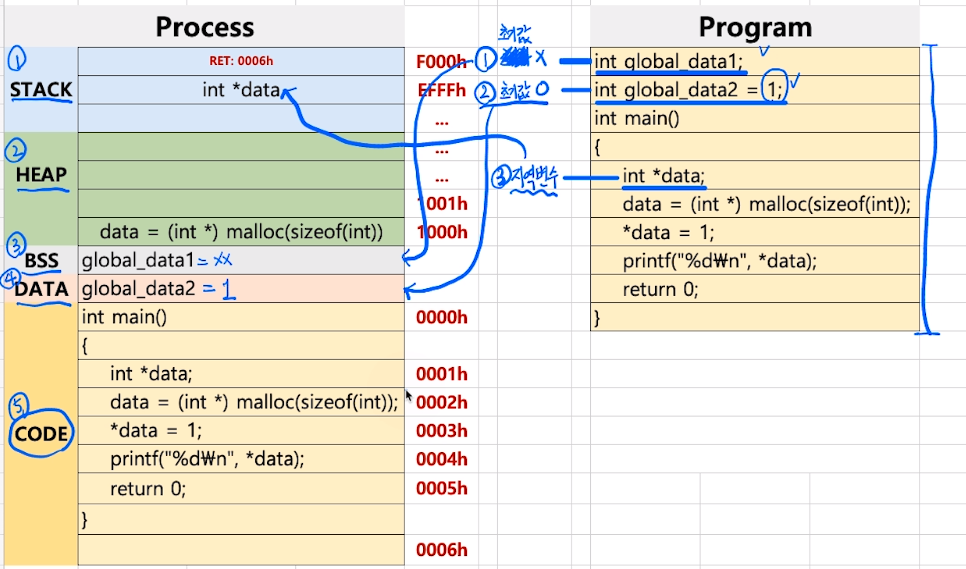 Process
Program
① RET: 0006h F000h
STACK int *data EFFFh
...
② ...
HEAP ...
1001h
data = (int *) malloc(sizeof(int)) 1000h
③ BSS global_data1 = xx
④ DATA global_data2 = 1
int main() 0000h
{
int *data; 0001h
data = (int *) malloc(sizeof(int)); 0002h
⑤ CODE *data = 1; 0003h
printf("%d₩n", *data); 0004h
return 0; 0005h
}
0006h
초기값
① x
② 초기값 O
③ 지역변수
int global_data1;
int global_data2 = 1;
int main()
{
int *data;
data = (int *) malloc(sizeof(int));
*data = 1;
printf("%d₩n", *data);
return 0;
}